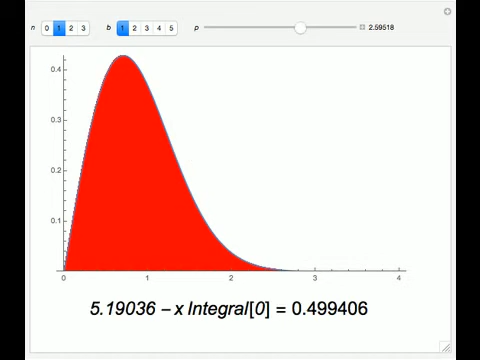 n 0 1 2 3 b 1 2 3 4 5 p 2.59518
0.4
0.3
0.2
0.1
0 1 2 3 4
5.19036 – x Integral[0] = 0.499406